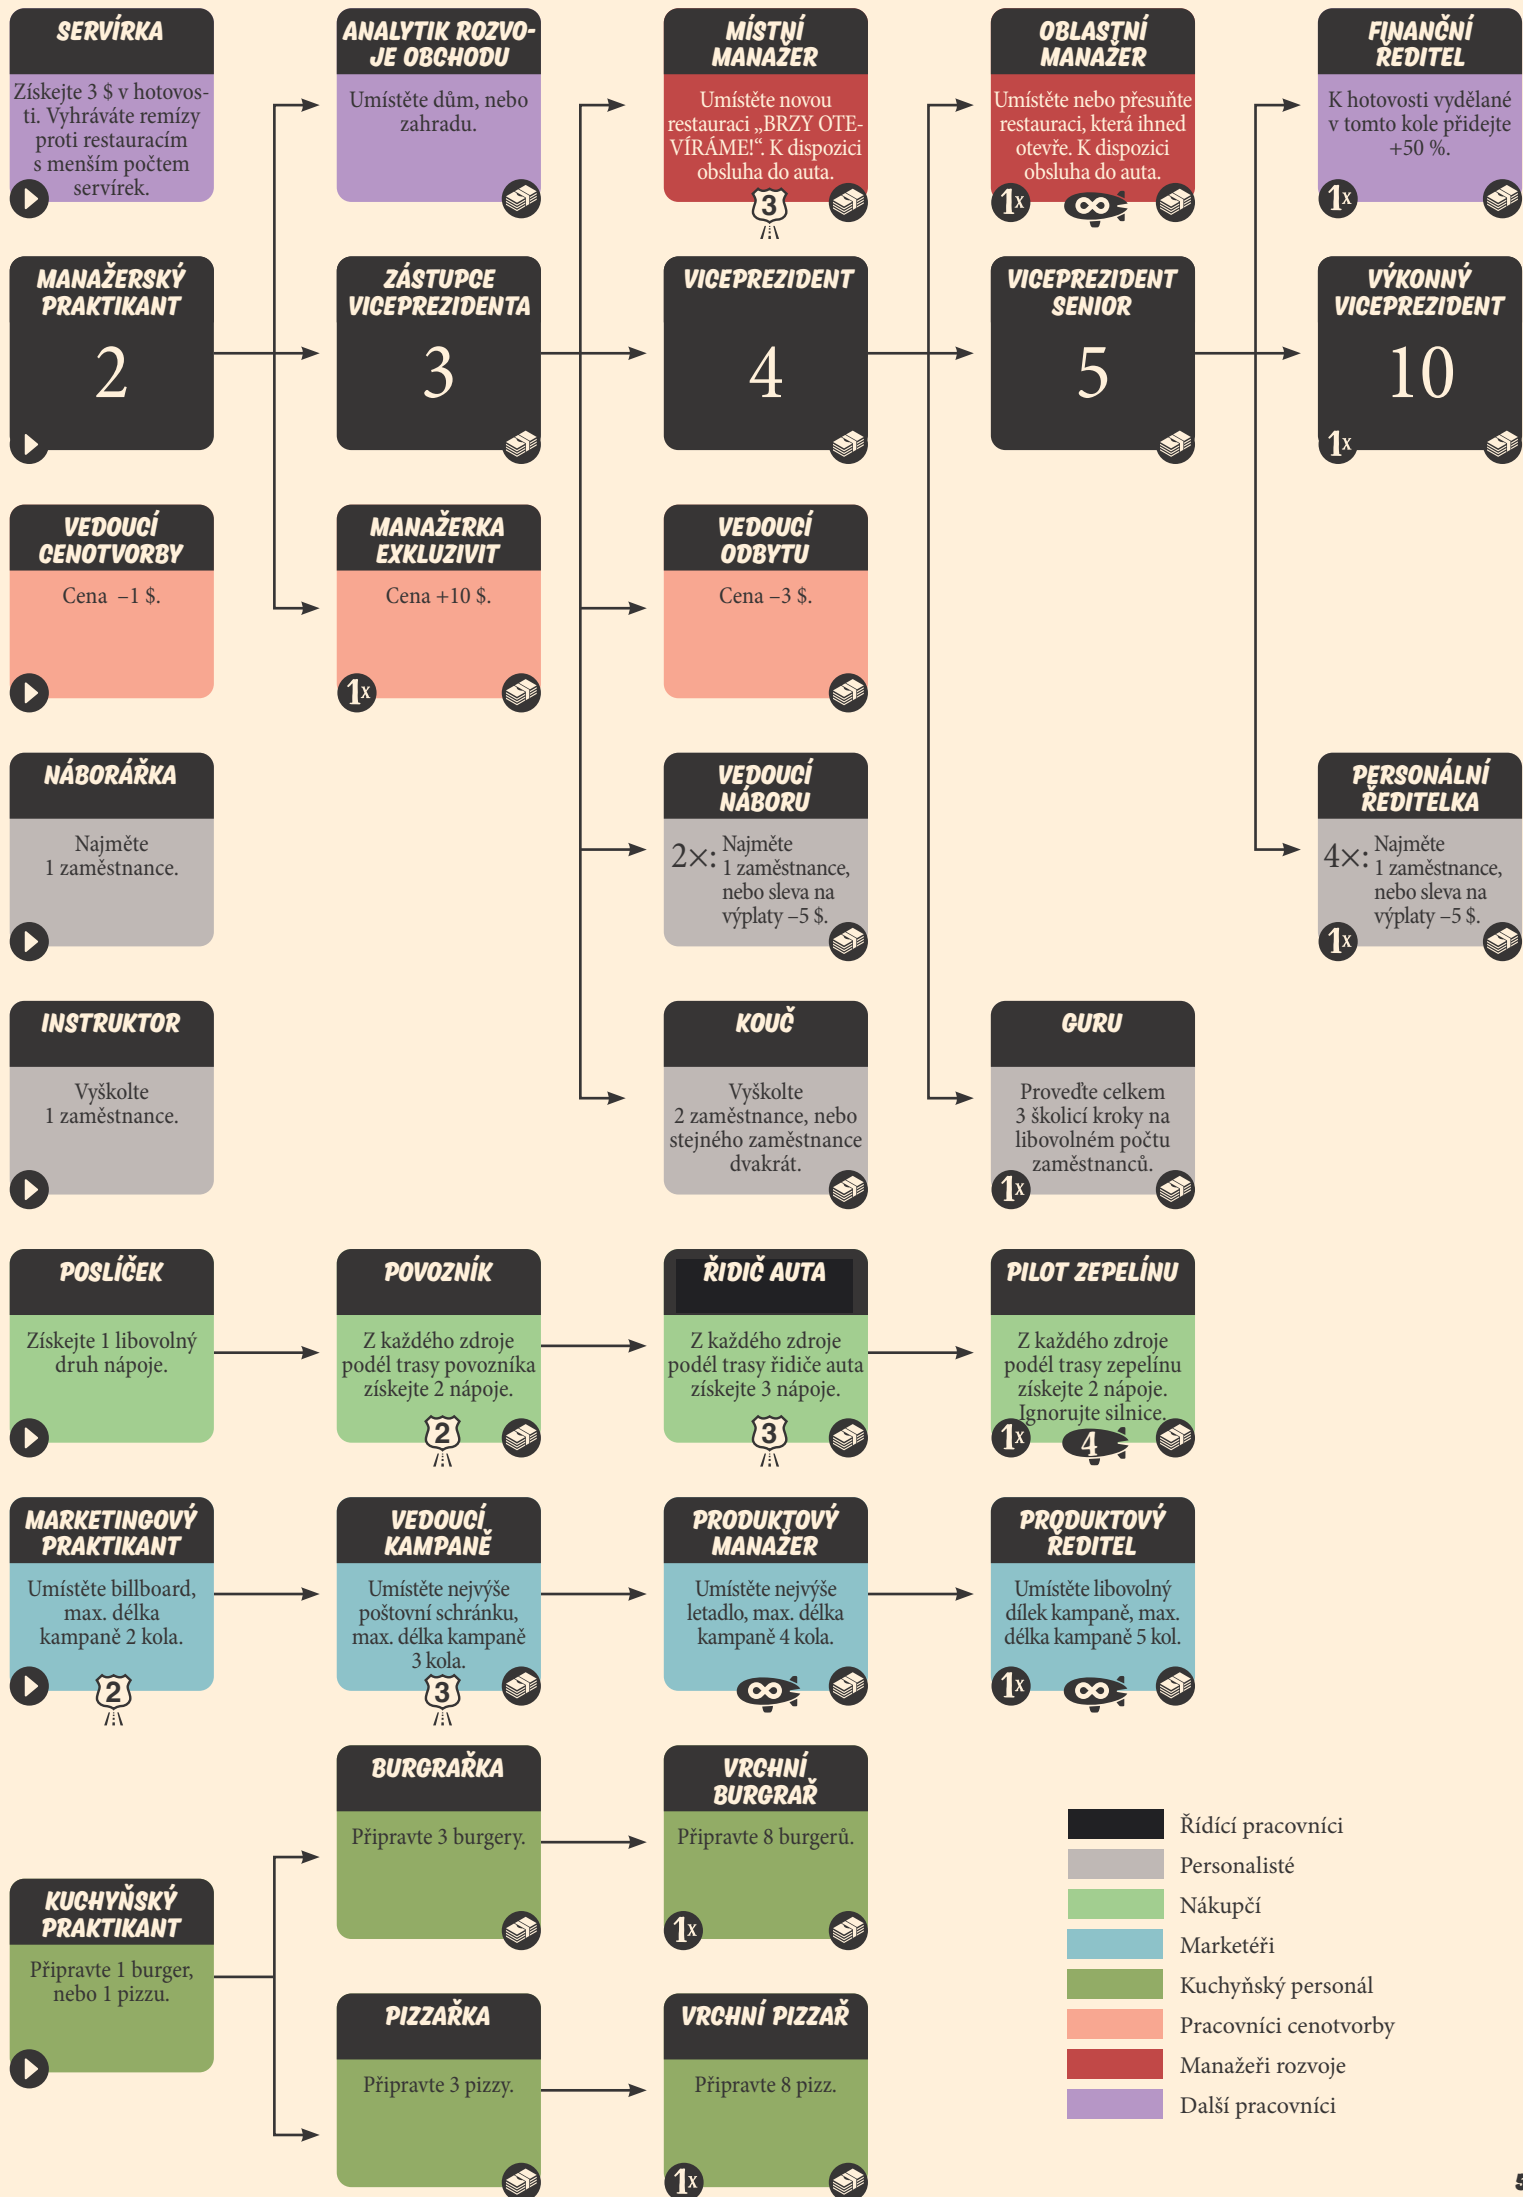 SERVÍRKA
Získejte 3 $ v hotovos-
ti. Vyhráváte remízy
proti restauracím
s menším počtem
servírek.
ANALYTIK ROZVO-
JE OBCHODU
Umístěte dům, nebo
zahradu.
MÍSTNÍ
MANAŽER
Umístěte novou
restauraci „BRZY OTE-
VÍRÁME!“. K dispozici
obsluha do auta.
3
OBLASTNÍ
MANAŽER
Umístěte nebo přesuňte
restauraci, která ihned
otevře. K dispozici
obsluha do auta.
1x
∞
FINANČNÍ
ŘEDITEL
K hotovosti vydělané
v tomto kole přidejte
+50 %.
1x
MANAŽERSKÝ
PRAKTIKANT
2
ZÁSTUPCE
VICEPREZIDENTA
3
VICEPREZIDENT
4
VICEPREZIDENT
SENIOR
5
VÝKONNÝ
VICEPREZIDENT
10
1x
VEDOUCÍ
CENOTVORBY
Cena –1 $.
MANAŽERKA
EXKLUZIVIT
Cena +10 $.
1x
VEDOUCÍ
ODBYTU
Cena –3 $.
NÁBORÁŘKA
Najměte
1 zaměstnance.
VEDOUCÍ
NÁBORU
2×: Najměte
1 zaměstnance,
nebo sleva na
výplaty –5 $.
PERSONÁLNÍ
ŘEDITELKA
4×: Najměte
1 zaměstnance,
nebo sleva na
výplaty –5 $.
1x
INSTRUKTOR
Vyškolte
1 zaměstnance.
KOUČ
Vyškolte
2 zaměstnance, nebo
stejného zaměstnance
dvakrát.
GURU
Proveďte celkem
3 školicí kroky na
libovolném počtu
zaměstnanců.
1x
POSLÍČEK
Získejte 1 libovolný
druh nápoje.
POVOZNÍK
Z každého zdroje
podél trasy povozníka
získejte 2 nápoje.
2
ŘIDIČ AUTA
Z každého zdroje
podél trasy řidiče auta
získejte 3 nápoje.
3
PILOT ZEPELÍNU
Z každého zdroje
podél trasy zepelínu
získejte 2 nápoje.
Ignorujte silnice.
1x
4
MARKETINGOVÝ
PRAKTIKANT
Umístěte billboard,
max. délka
kampaně 2 kola.
2
VEDOUCÍ
KAMPANĚ
Umístěte nejvýše
poštovní schránku,
max. délka kampaně
3 kola.
3
PRODUKTOVÝ
MANAŽER
Umístěte nejvýše
letadlo, max. délka
kampaně 4 kola.
∞
PRODUKTOVÝ
ŘEDITEL
Umístěte libovolný
dílek kampaně, max.
délka kampaně 5 kol.
1x
∞
KUCHYŇSKÝ
PRAKTIKANT
Připravte 1 burger,
nebo 1 pizzu.
BURGRAŘKA
Připravte 3 burgery.
VRCHNÍ
BURGRAŘ
Připravte 8 burgerů.
1x
PIZZAŘKA
Připravte 3 pizzy.
VRCHNÍ PIZZAŘ
Připravte 8 pizz.
1x
Řídící pracovníci
Personalisté
Nákupčí
Marketéři
Kuchyňský personál
Pracovníci cenotvorby
Manažeři rozvoje
Další pracovníci
5